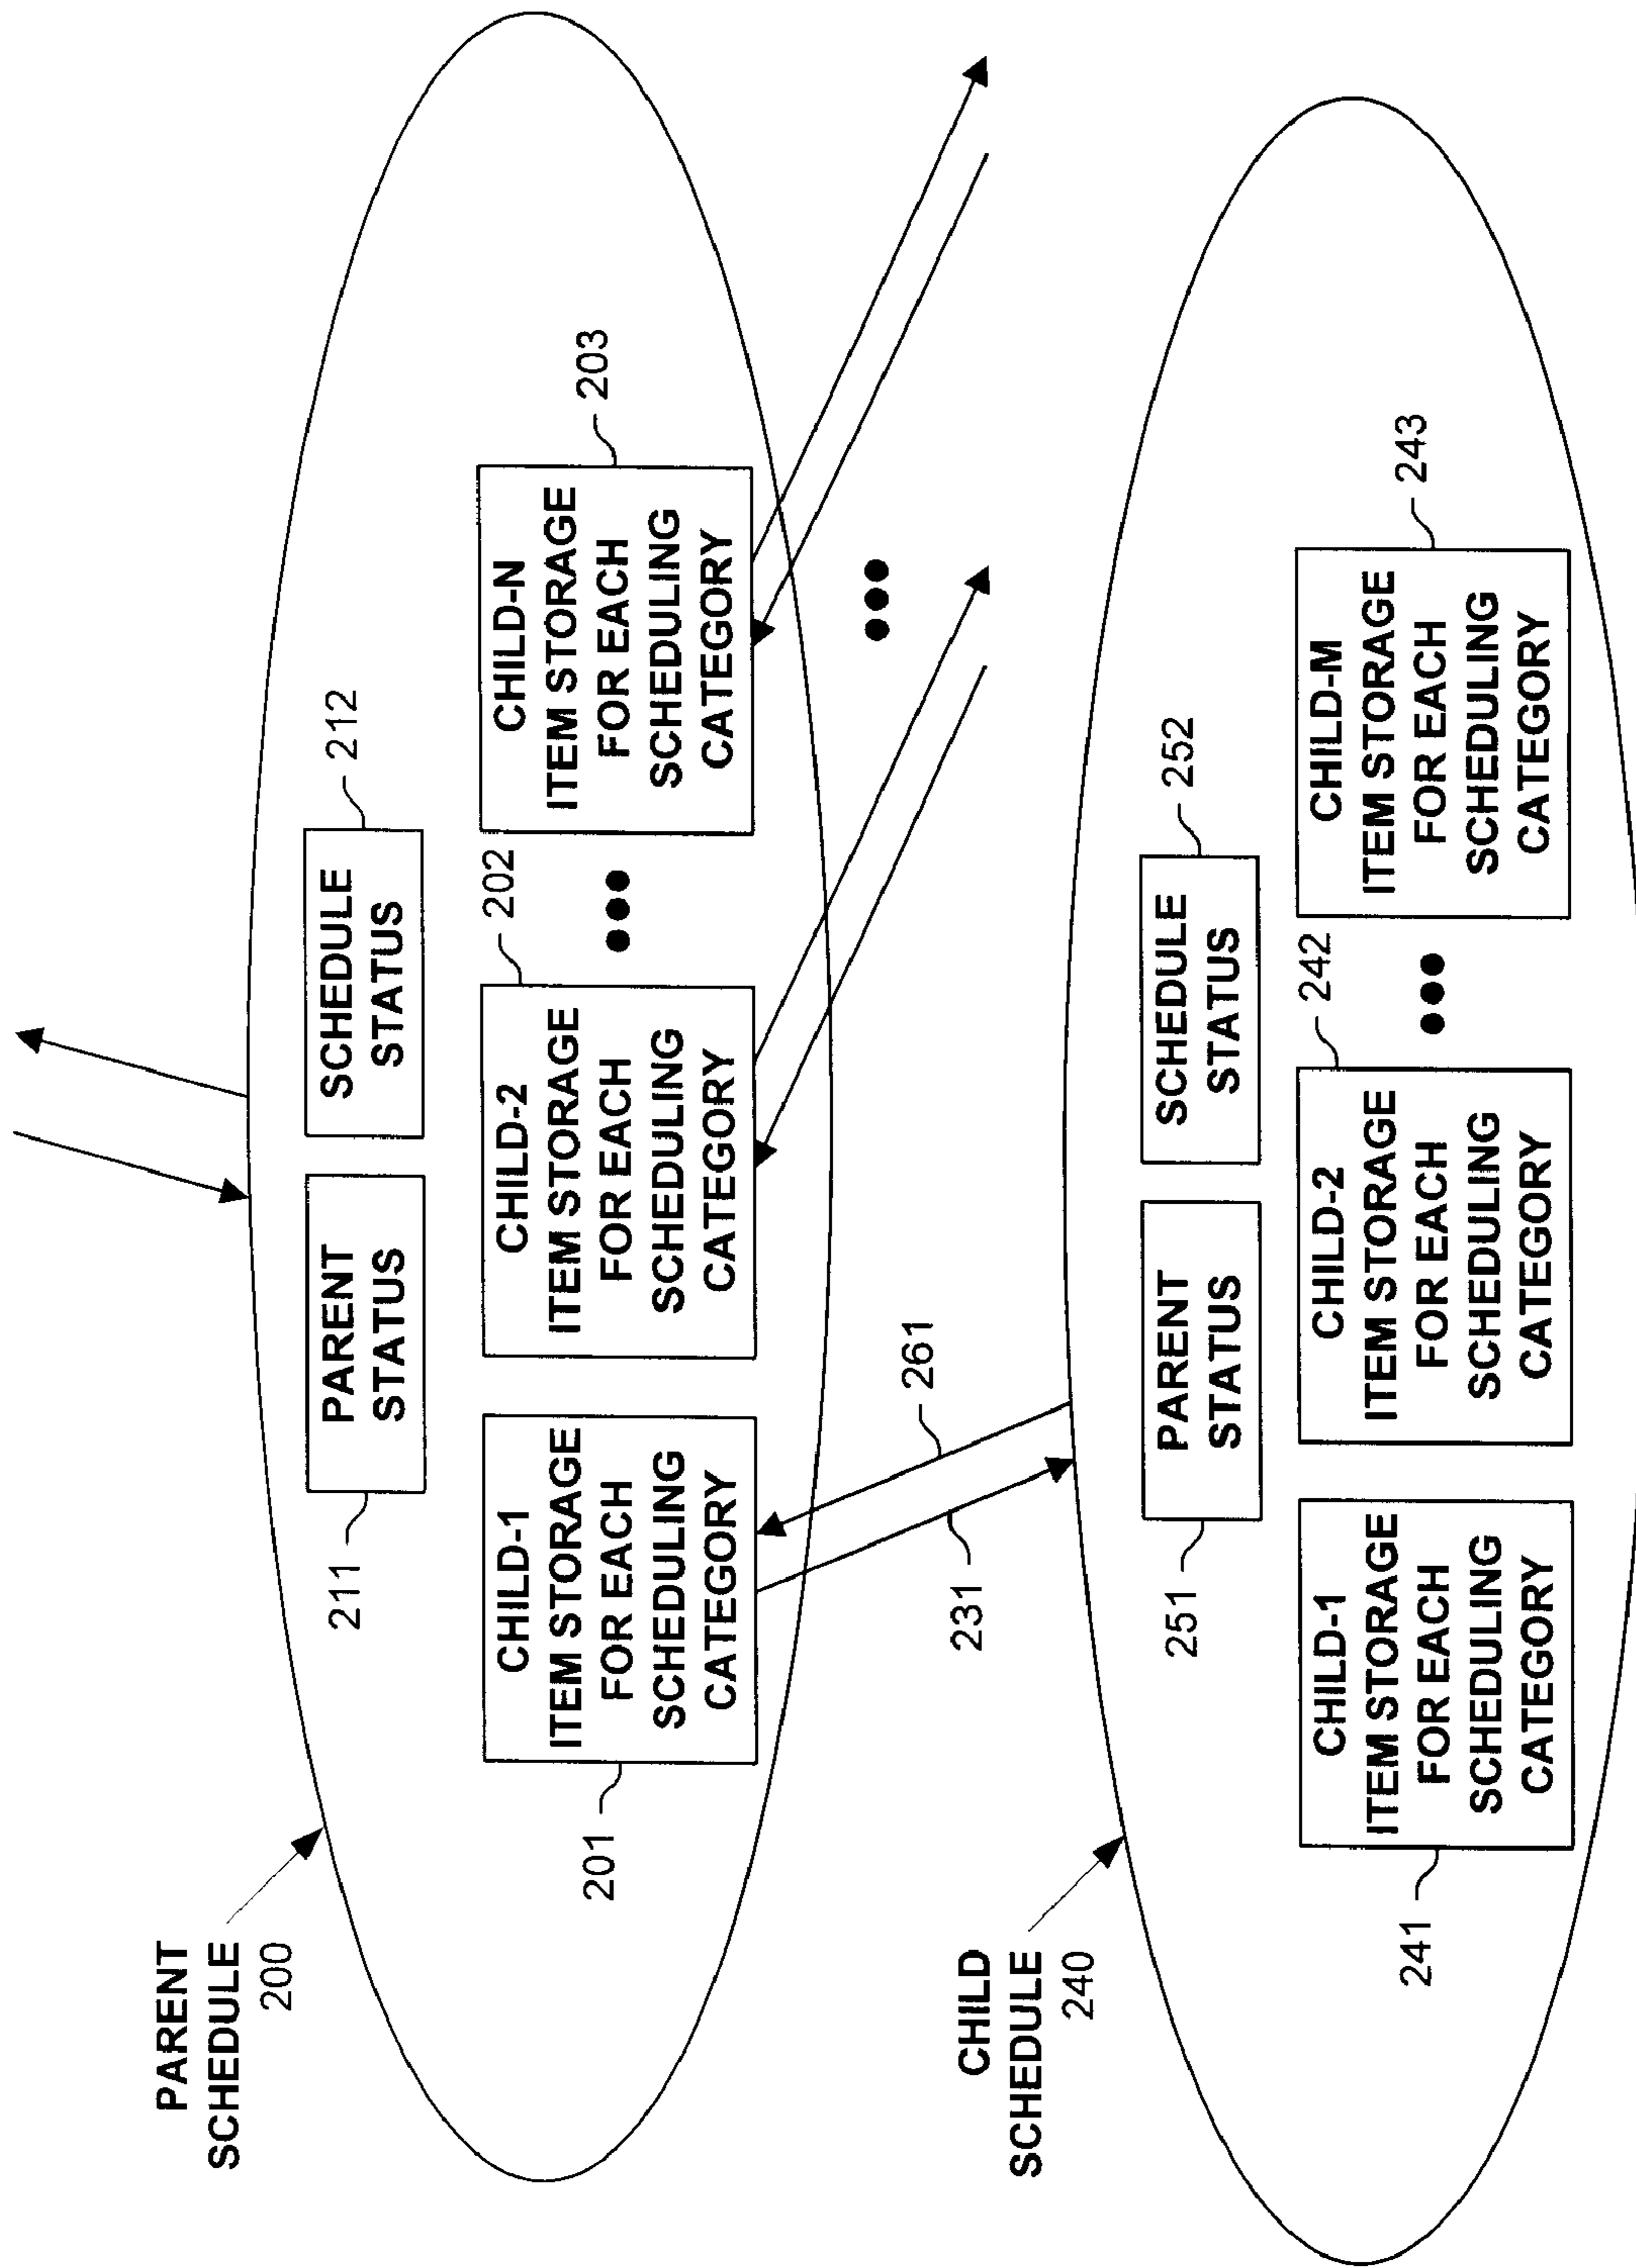 PARENT
SCHEDULE
200
211
PARENT
STATUS
SCHEDULE
STATUS
212
201
CHILD-1
ITEM STORAGE
FOR EACH
SCHEDULING
CATEGORY
CHILD-2
ITEM STORAGE
FOR EACH
SCHEDULING
CATEGORY
202
CHILD-N
ITEM STORAGE
FOR EACH
SCHEDULING
CATEGORY
203
231
261
CHILD
SCHEDULE
240
251
PARENT
STATUS
SCHEDULE
STATUS
252
241
CHILD-1
ITEM STORAGE
FOR EACH
SCHEDULING
CATEGORY
CHILD-2
ITEM STORAGE
FOR EACH
SCHEDULING
CATEGORY
242
CHILD-M
ITEM STORAGE
FOR EACH
SCHEDULING
CATEGORY
243